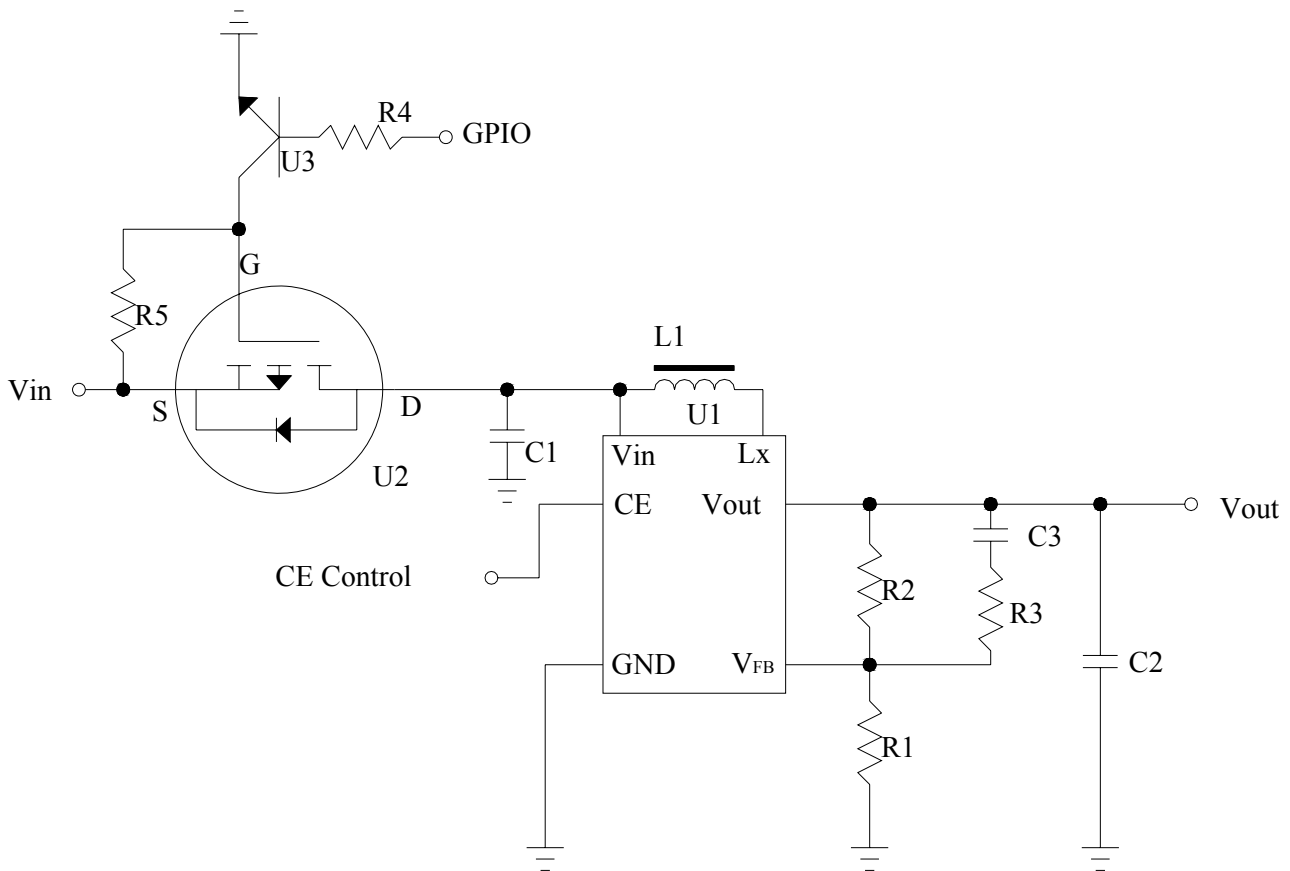 R4
GPIO
U3
G
R5
L1
Vin
S
D
U1
C1
Vin
Lx
U2
CE
Vout
Vout
C3
CE Control
R2
R3
GND
VFB
C2
R1